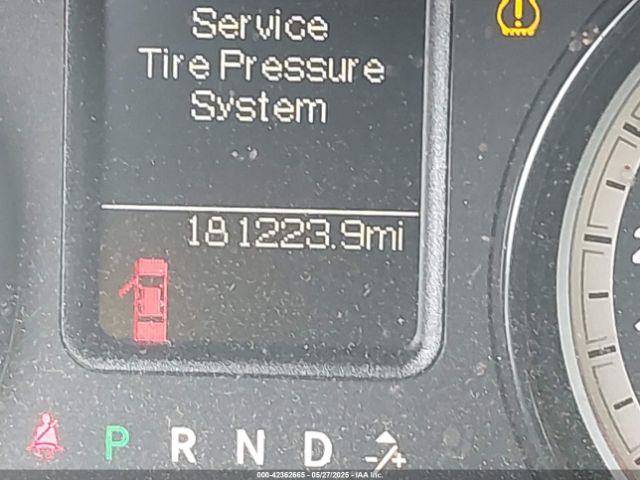 Service
Tire Pressure
System
181223.9mi
P R N D
000-42362665 - 05/27/2025 - IAA Inc.